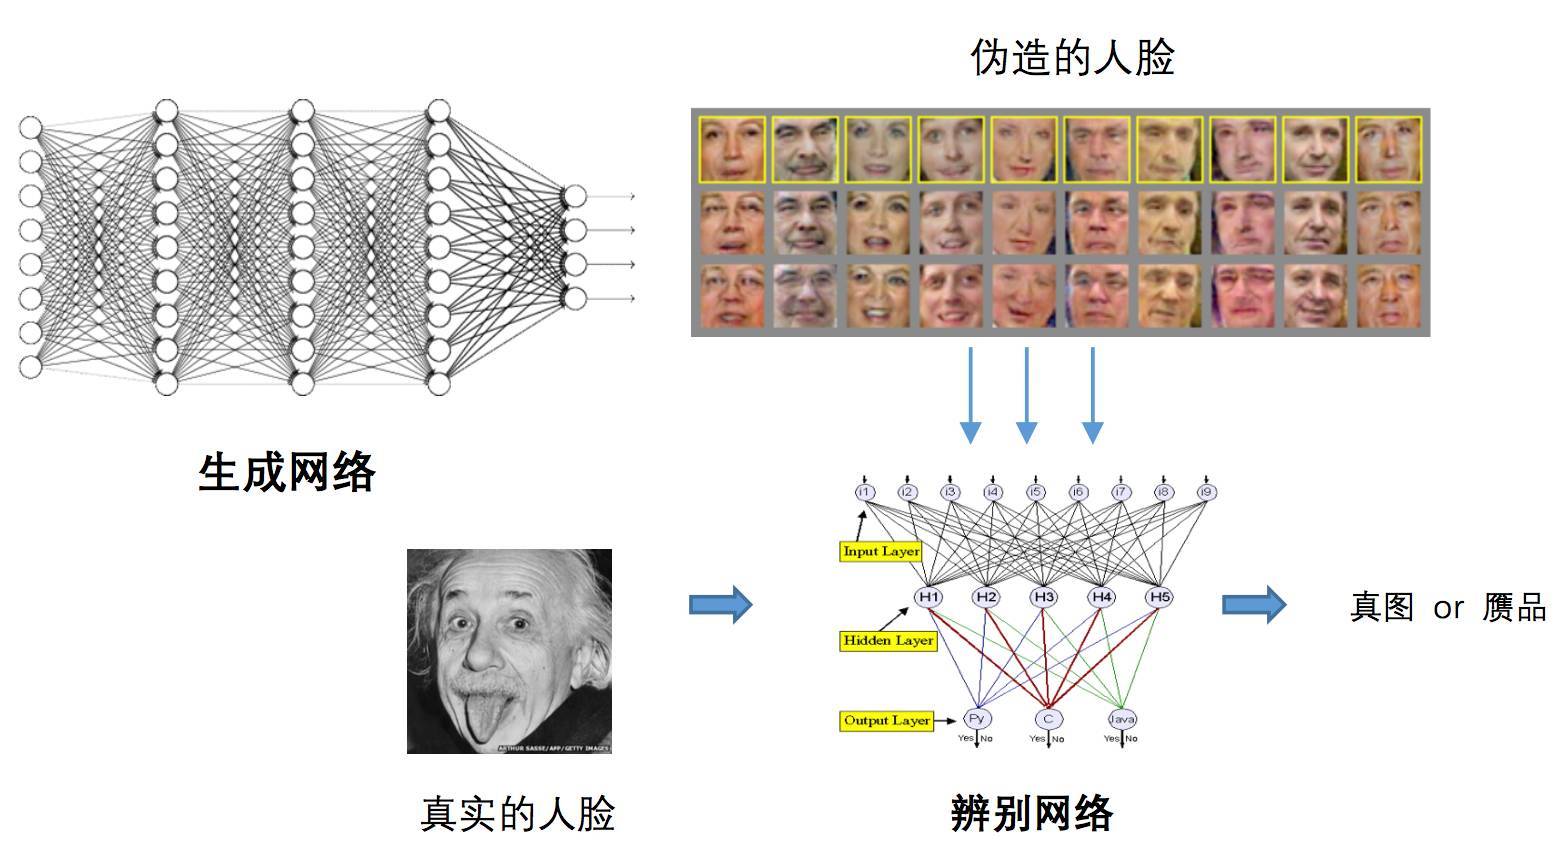 伪造的人脸
生成网络
i1 i2 i3 i4 i5 i6 i7 i8 i9
Input Layer
H1 H2 H3 H4 H5
Hidden Layer
真图 or 赝品
Output Layer
Py C Java
Yes No Yes No Yes No
ARTHUR SASSE/AFP/GETTY IMAGES
真实的人脸
辨别网络